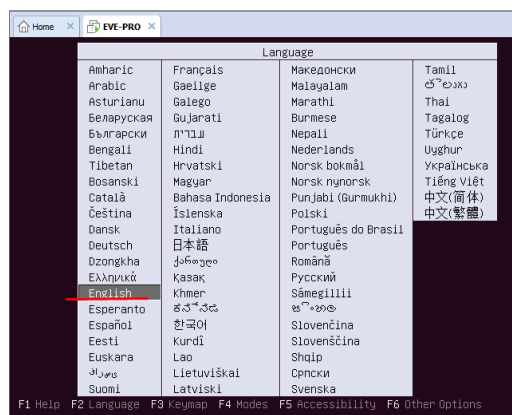 Home
EVE-PRO
Language
Amharic
Arabic
Asturianu
Беларуская
Български
Bengali
Tibetan
Bosanski
Català
Čeština
Dansk
Deutsch
Dzongkha
Ελληνικά
English
Esperanto
Español
Eesti
Euskara
فارسی
Suomi
Français
Gaeilge
Galego
Gujarati
עברית
Hindi
Hrvatski
Magyar
Bahasa Indonesia
Íslenska
Italiano
日本語
ქართული
Қазақ
Khmer
ಕನ್ನಡ
한국어
Kurdî
Lao
Lietuviškai
Latviski
Македонски
Malayalam
Marathi
Burmese
Nepali
Nederlands
Norsk bokmål
Norsk nynorsk
Punjabi (Gurmukhi)
Polski
Português do Brasil
Português
Română
Русский
Sámegillii
සිංහල
Slovenčina
Slovenščina
Shqip
Српски
Svenska
Tamil
తెలుగు
Thai
Tagalog
Türkçe
Uyghur
Українська
Tiếng Việt
中文(简体)
中文(繁體)
F1 Help F2 Language F3 Keymap F4 Modes F5 Accessibility F6 Other Options